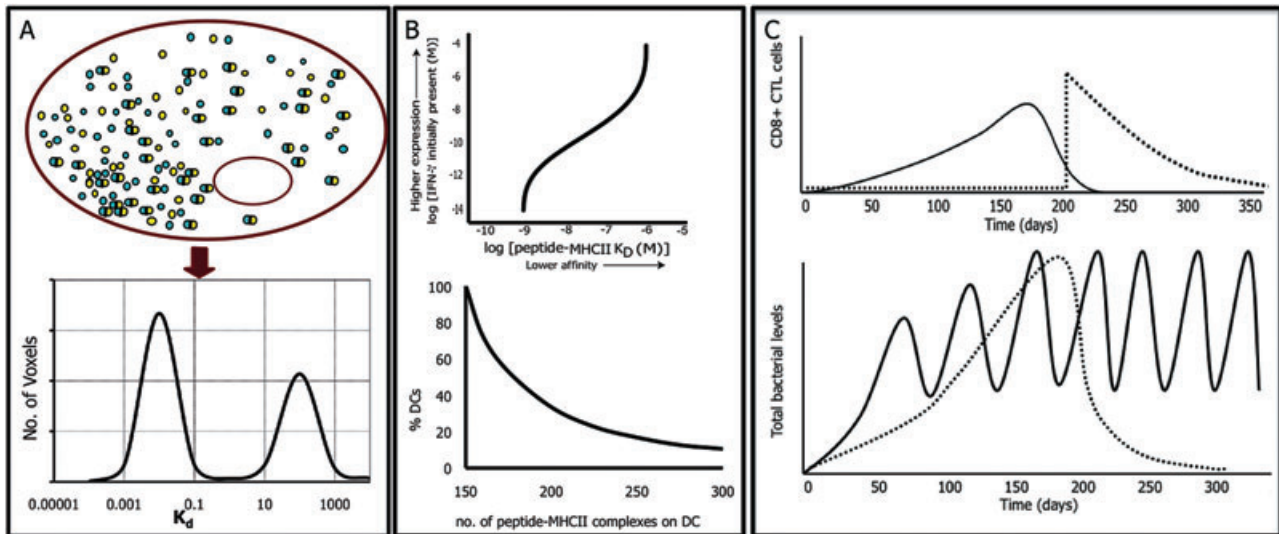 A
No. of Voxels
0.00001 0.001 0.1 10 1000
Kd
B
Higher expression
log [IFN-γ initially present (M)]
-4
-6
-8
-10
-12
-14
-10 -9 -8 -7 -6 -5
log [peptide-MHCII KD (M)]
Lower affinity
% DCs
100
80
60
40
20
0
150 200 250 300
no. of peptide-MHCII complexes on DC
C
CD8+ CTL cells
0 50 100 150 200 250 300 350
Time (days)
Total bacterial levels
0 50 100 150 200 250 300
Time (days)